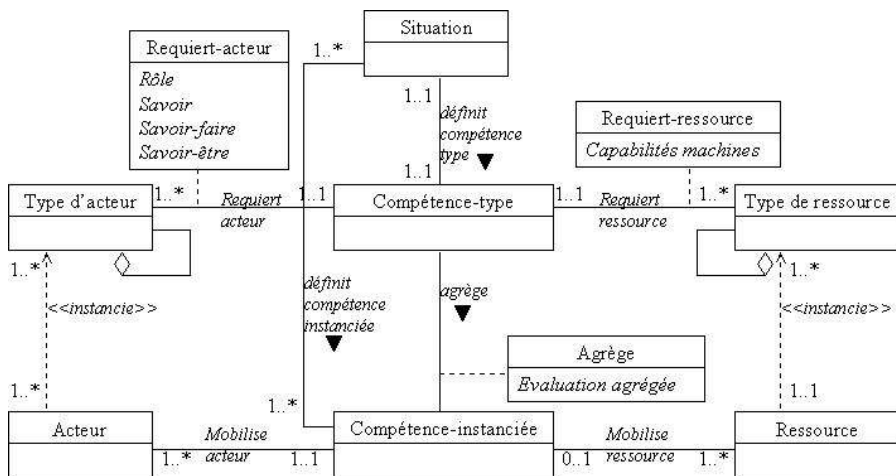 Situation
1..*
1..1
définit
compétence
type
1..1
Requiert-acteur
Rôle
Savoir
Savoir-faire
Savoir-être
Requiert-ressource
Capabilités machines
Type d'acteur
1..*
Requiert
acteur
1..1
Compétence-type
1..1
Requiert
ressource
1..*
Type de ressource
1..*
<<instancie>>
1..*
définit
compétence
instanciée
1..*
agrège
Agrège
Evaluation agrégée
1..*
<<instancie>>
1..1
Acteur
1..*
Mobilise
acteur
1..1
Compétence-instanciée
0..1
Mobilise
ressource
1..*
Ressource